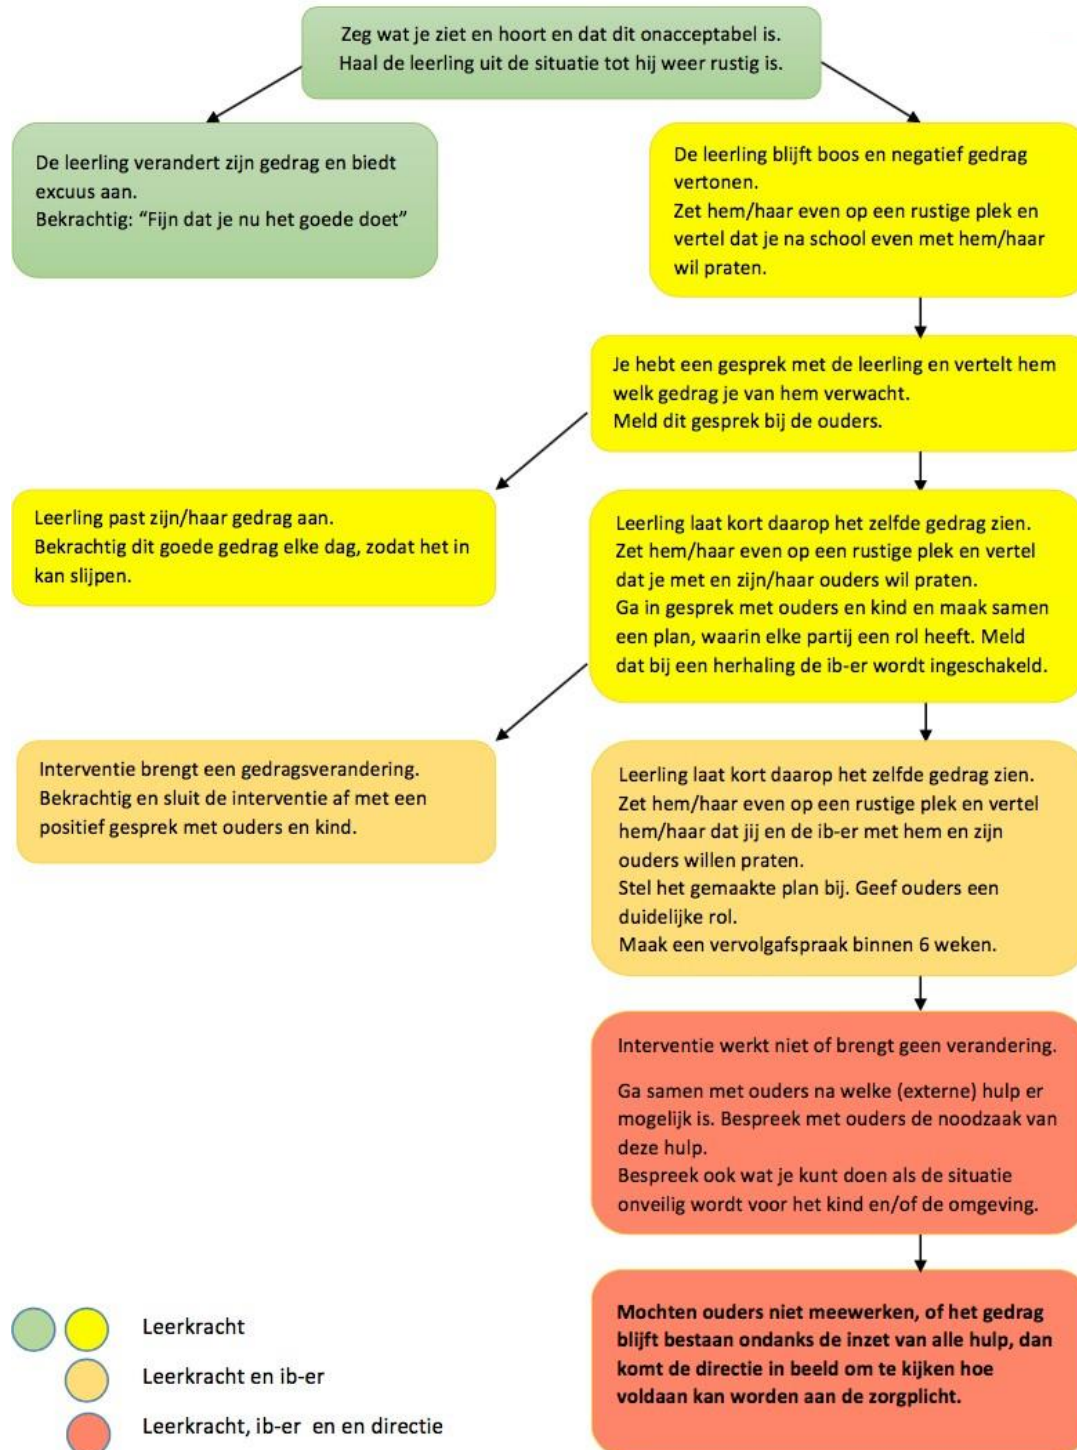 Zeg wat je ziet en hoort en dat dit onacceptabel is.
Haal de leerling uit de situatie tot hij weer rustig is.
De leerling verandert zijn gedrag en biedt
excuus aan.
Bekrachtig: “Fijn dat je nu het goede doet”
De leerling blijft boos en negatief gedrag
vertonen.
Zet hem/haar even op een rustige plek en
vertel dat je na school even met hem/haar
wil praten.
Je hebt een gesprek met de leerling en vertelt hem
welk gedrag je van hem verwacht.
Meld dit gesprek bij de ouders.
Leerling past zijn/haar gedrag aan.
Bekrachtig dit goede gedrag elke dag, zodat het in
kan slijpen.
Leerling laat kort daarop het zelfde gedrag zien.
Zet hem/haar even op een rustige plek en vertel
dat je met en zijn/haar ouders wil praten.
Ga in gesprek met ouders en kind en maak samen
een plan, waarin elke partij een rol heeft. Meld
dat bij een herhaling de ib-er wordt ingeschakeld.
Interventie brengt een gedragsverandering.
Bekrachtig en sluit de interventie af met een
positief gesprek met ouders en kind.
Leerling laat kort daarop het zelfde gedrag zien.
Zet hem/haar even op een rustige plek en vertel
hem/haar dat jij en de ib-er met hem en zijn
ouders willen praten.
Stel het gemaakte plan bij. Geef ouders een
duidelijke rol.
Maak een vervolgafspraak binnen 6 weken.
Interventie werkt niet of brengt geen verandering.
Ga samen met ouders na welke (externe) hulp er
mogelijk is. Bespreek met ouders de noodzaak van
deze hulp.
Bespreek ook wat je kunt doen als de situatie
onveilig wordt voor het kind en/of de omgeving.
Mochten ouders niet meewerken, of het gedrag
blijft bestaan ondanks de inzet van alle hulp, dan
komt de directie in beeld om te kijken hoe
voldaan kan worden aan de zorgplicht.
Leerkracht
Leerkracht en ib-er
Leerkracht, ib-er en en directie